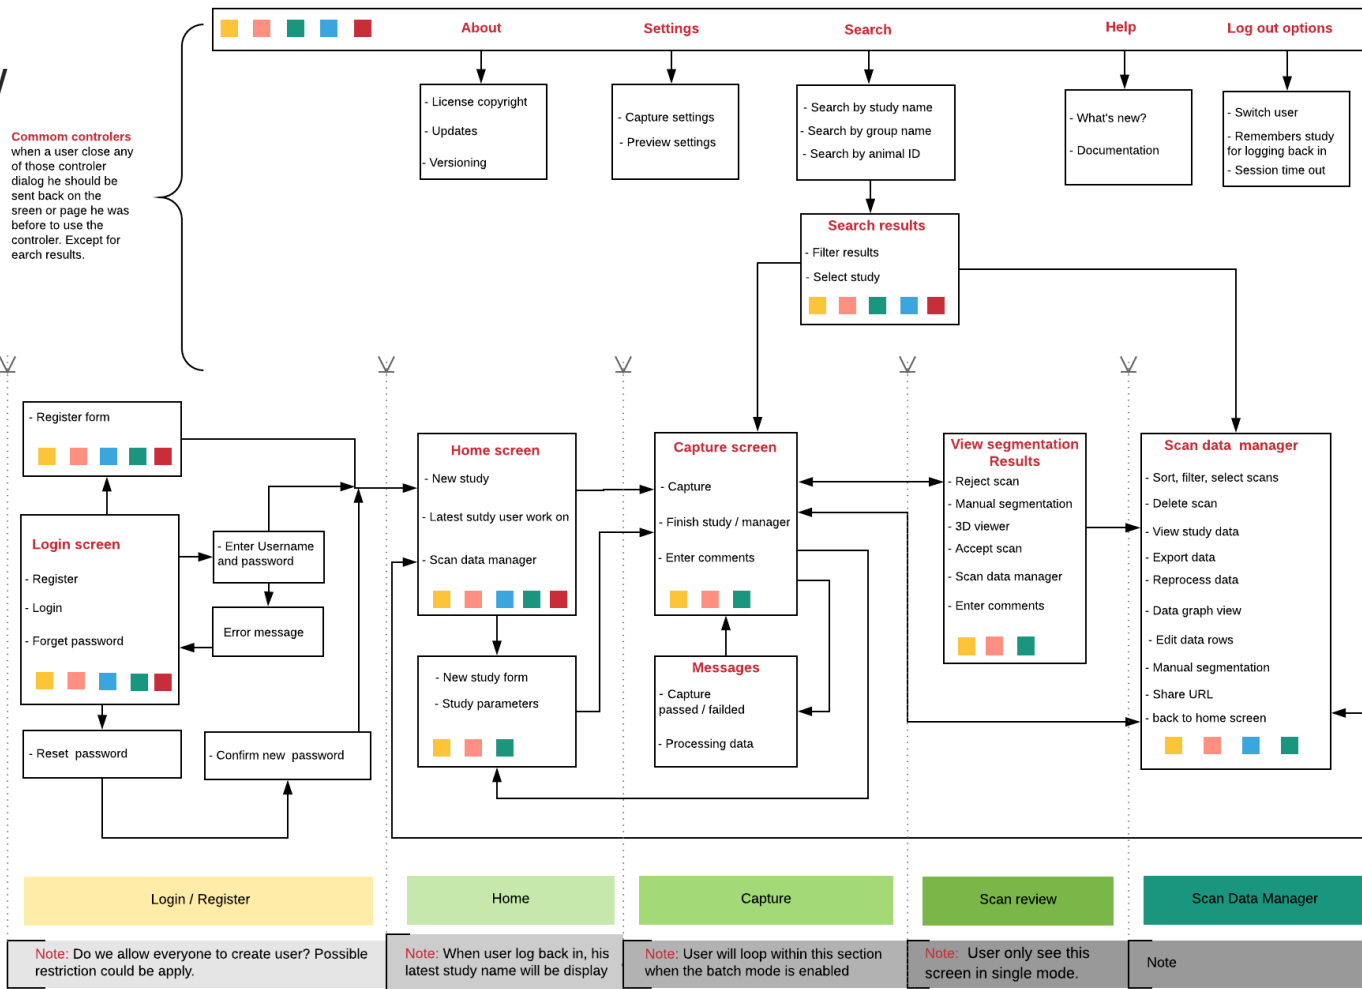 About
Settings
Search
Help
Log out options
- License copyright
- Updates
- Versioning
- Capture settings
- Preview settings
- Search by study name
- Search by group name
- Search by animal ID
- What's new?
- Documentation
- Switch user
- Remembers study
for logging back in
- Session time out
Commom controlers
when a user close any
of those controler
dialog he should be
sent back on the
sreen or page he was
before to use the
controler. Except for
earch results.
Search results
- Filter results
- Select study
- Register form
Login screen
- Register
- Login
- Forget password
- Enter Username
and password
Error message
- Reset password
- Confirm new password
Home screen
- New study
- Latest sutdy user work on
- Scan data manager
- New study form
- Study parameters
Capture screen
- Capture
- Finish study / manager
- Enter comments
Messages
- Capture
passed / failded
- Processing data
View segmentation
Results
- Reject scan
- Manual segmentation
- 3D viewer
- Accept scan
- Scan data manager
- Enter comments
Scan data manager
- Sort, filter, select scans
- Delete scan
- View study data
- Export data
- Reprocess data
- Data graph view
- Edit data rows
- Manual segmentation
- Share URL
- back to home screen
Login / Register
Home
Capture
Scan review
Scan Data Manager
Note: Do we allow everyone to create user? Possible
restriction could be apply.
Note: When user log back in, his
latest study name will be display
Note: User will loop within this section
when the batch mode is enabled
Note: User only see this
screen in single mode.
Note